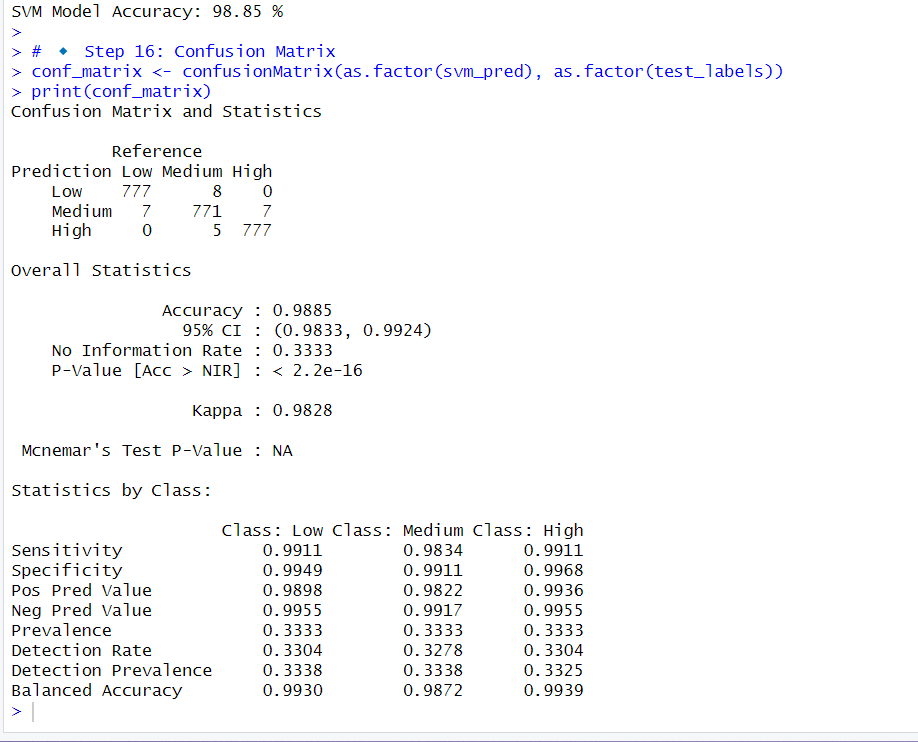 SVM Model Accuracy: 98.85 %
>
> # 🔹 Step 16: Confusion Matrix
> conf_matrix <- confusionMatrix(as.factor(svm_pred), as.factor(test_labels))
> print(conf_matrix)
Confusion Matrix and Statistics

          Reference
Prediction Low Medium High
    Low    777      8    0
    Medium   7    771    7
    High     0      5  777

Overall Statistics

               Accuracy : 0.9885
                 95% CI : (0.9833, 0.9924)
    No Information Rate : 0.3333
    P-Value [Acc > NIR] : < 2.2e-16

                  Kappa : 0.9828

 Mcnemar's Test P-Value : NA

Statistics by Class:

                     Class: Low Class: Medium Class: High
Sensitivity              0.9911        0.9834      0.9911
Specificity              0.9949        0.9911      0.9968
Pos Pred Value           0.9898        0.9822      0.9936
Neg Pred Value           0.9955        0.9917      0.9955
Prevalence               0.3333        0.3333      0.3333
Detection Rate           0.3304        0.3278      0.3304
Detection Prevalence     0.3338        0.3338      0.3325
Balanced Accuracy        0.9930        0.9872      0.9939
>